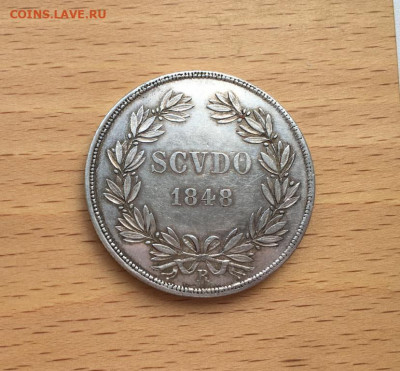 COINS.LAVE.RU
SCVDO
1848
R